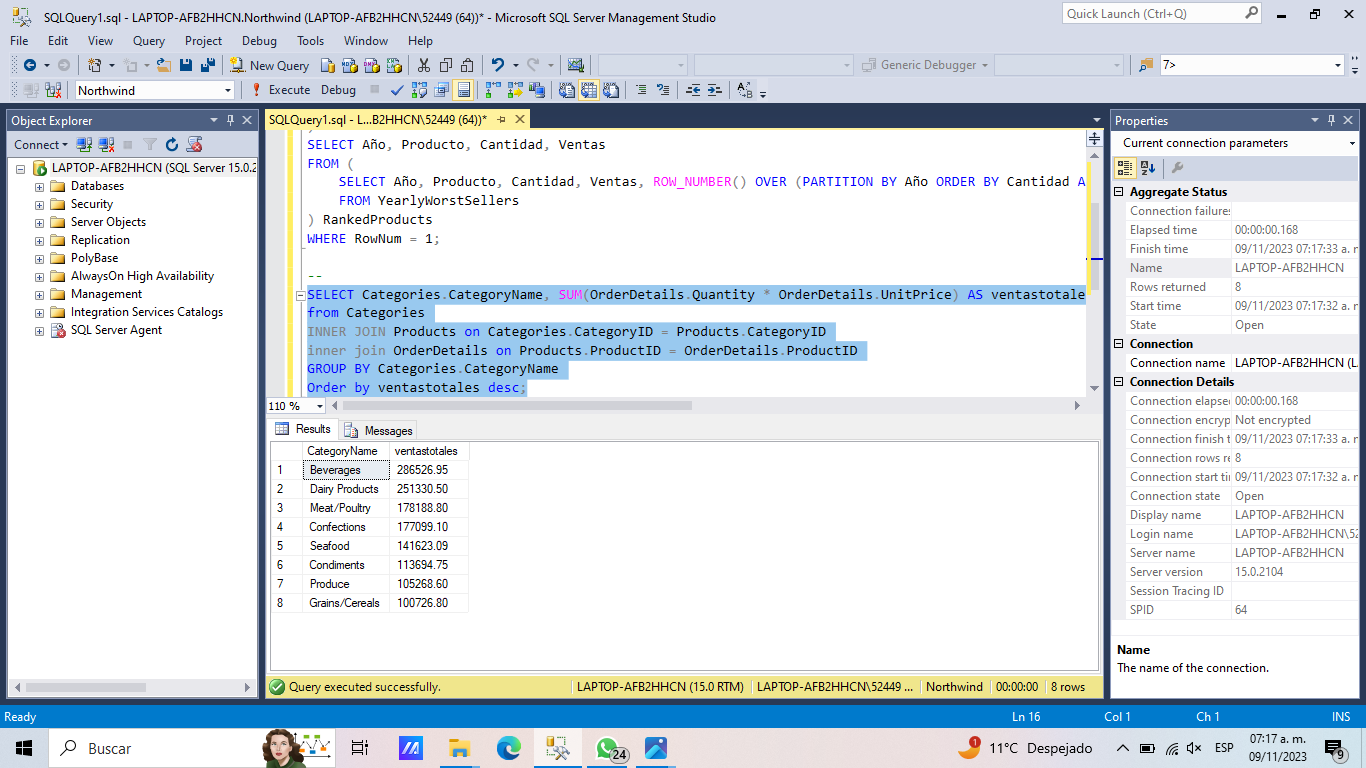 SQLQuery1.sql - LAPTOP-AFB2HHCN.Northwind (LAPTOP-AFB2HHCN\52449 (64))* - Microsoft SQL Server Management Studio
Quick Launch (Ctrl+Q)
File Edit View Query Project Debug Tools Window Help
New Query
Generic Debugger
7>
Northwind
Execute Debug
Object Explorer
Connect
LAPTOP-AFB2HHCN (SQL Server 15.0.2
Databases
Security
Server Objects
Replication
PolyBase
AlwaysOn High Availability
Management
Integration Services Catalogs
SQL Server Agent
SQLQuery1.sql - L...B2HHCN\52449 (64))*
SELECT Año, Producto, Cantidad, Ventas
FROM (
SELECT Año, Producto, Cantidad, Ventas, ROW_NUMBER() OVER (PARTITION BY Año ORDER BY Cantidad A
FROM YearlyWorstSellers
) RankedProducts
WHERE RowNum = 1;
--
SELECT Categories.CategoryName, SUM(OrderDetails.Quantity * OrderDetails.UnitPrice) AS ventastotale
from Categories
INNER JOIN Products on Categories.CategoryID = Products.CategoryID
inner join OrderDetails on Products.ProductID = OrderDetails.ProductID
GROUP BY Categories.CategoryName
Order by ventastotales desc;
110 %
Results Messages
CategoryName ventastotales
1 Beverages 286526.95
2 Dairy Products 251330.50
3 Meat/Poultry 178188.80
4 Confections 177099.10
5 Seafood 141623.09
6 Condiments 113694.75
7 Produce 105268.60
8 Grains/Cereals 100726.80
Query executed successfully. LAPTOP-AFB2HHCN (15.0 RTM) LAPTOP-AFB2HHCN\52449 ... Northwind 00:00:00 8 rows
Properties
Current connection parameters
Aggregate Status
Connection failures
Elapsed time 00:00:00.168
Finish time 09/11/2023 07:17:33 a. m
Name LAPTOP-AFB2HHCN
Rows returned 8
Start time 09/11/2023 07:17:32 a. m
State Open
Connection
Connection name LAPTOP-AFB2HHCN (L
Connection Details
Connection elapse 00:00:00.168
Connection encryp Not encrypted
Connection finish t 09/11/2023 07:17:33 a. m
Connection rows re 8
Connection start tim 09/11/2023 07:17:32 a. m
Connection state Open
Display name LAPTOP-AFB2HHCN
Login name LAPTOP-AFB2HHCN\52
Server name LAPTOP-AFB2HHCN
Server version 15.0.2104
Session Tracing ID
SPID 64
Name
The name of the connection.
Ready Ln 16 Col 1 Ch 1 INS
Buscar
24
1
11°C Despejado
ESP
07:17 a. m.
09/11/2023
9